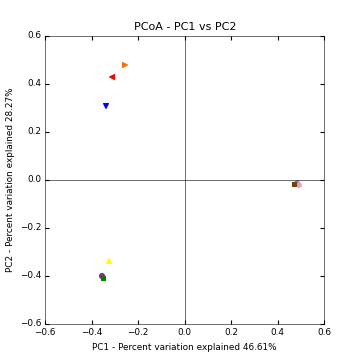 PCoA - PC1 vs PC2
0.6
0.4
0.2
0.0
−0.2
−0.4
−0.6
PC2 - Percent variation explained 28.27%
−0.6 −0.4 −0.2 0.0 0.2 0.4 0.6
PC1 - Percent variation explained 46.61%